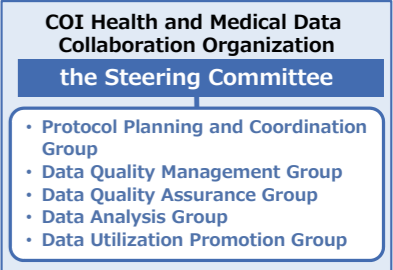 COI Health and Medical Data
Collaboration Organization
the Steering Committee
・ Protocol Planning and Coordination
Group
・ Data Quality Management Group
・ Data Quality Assurance Group
・ Data Analysis Group
・ Data Utilization Promotion Group